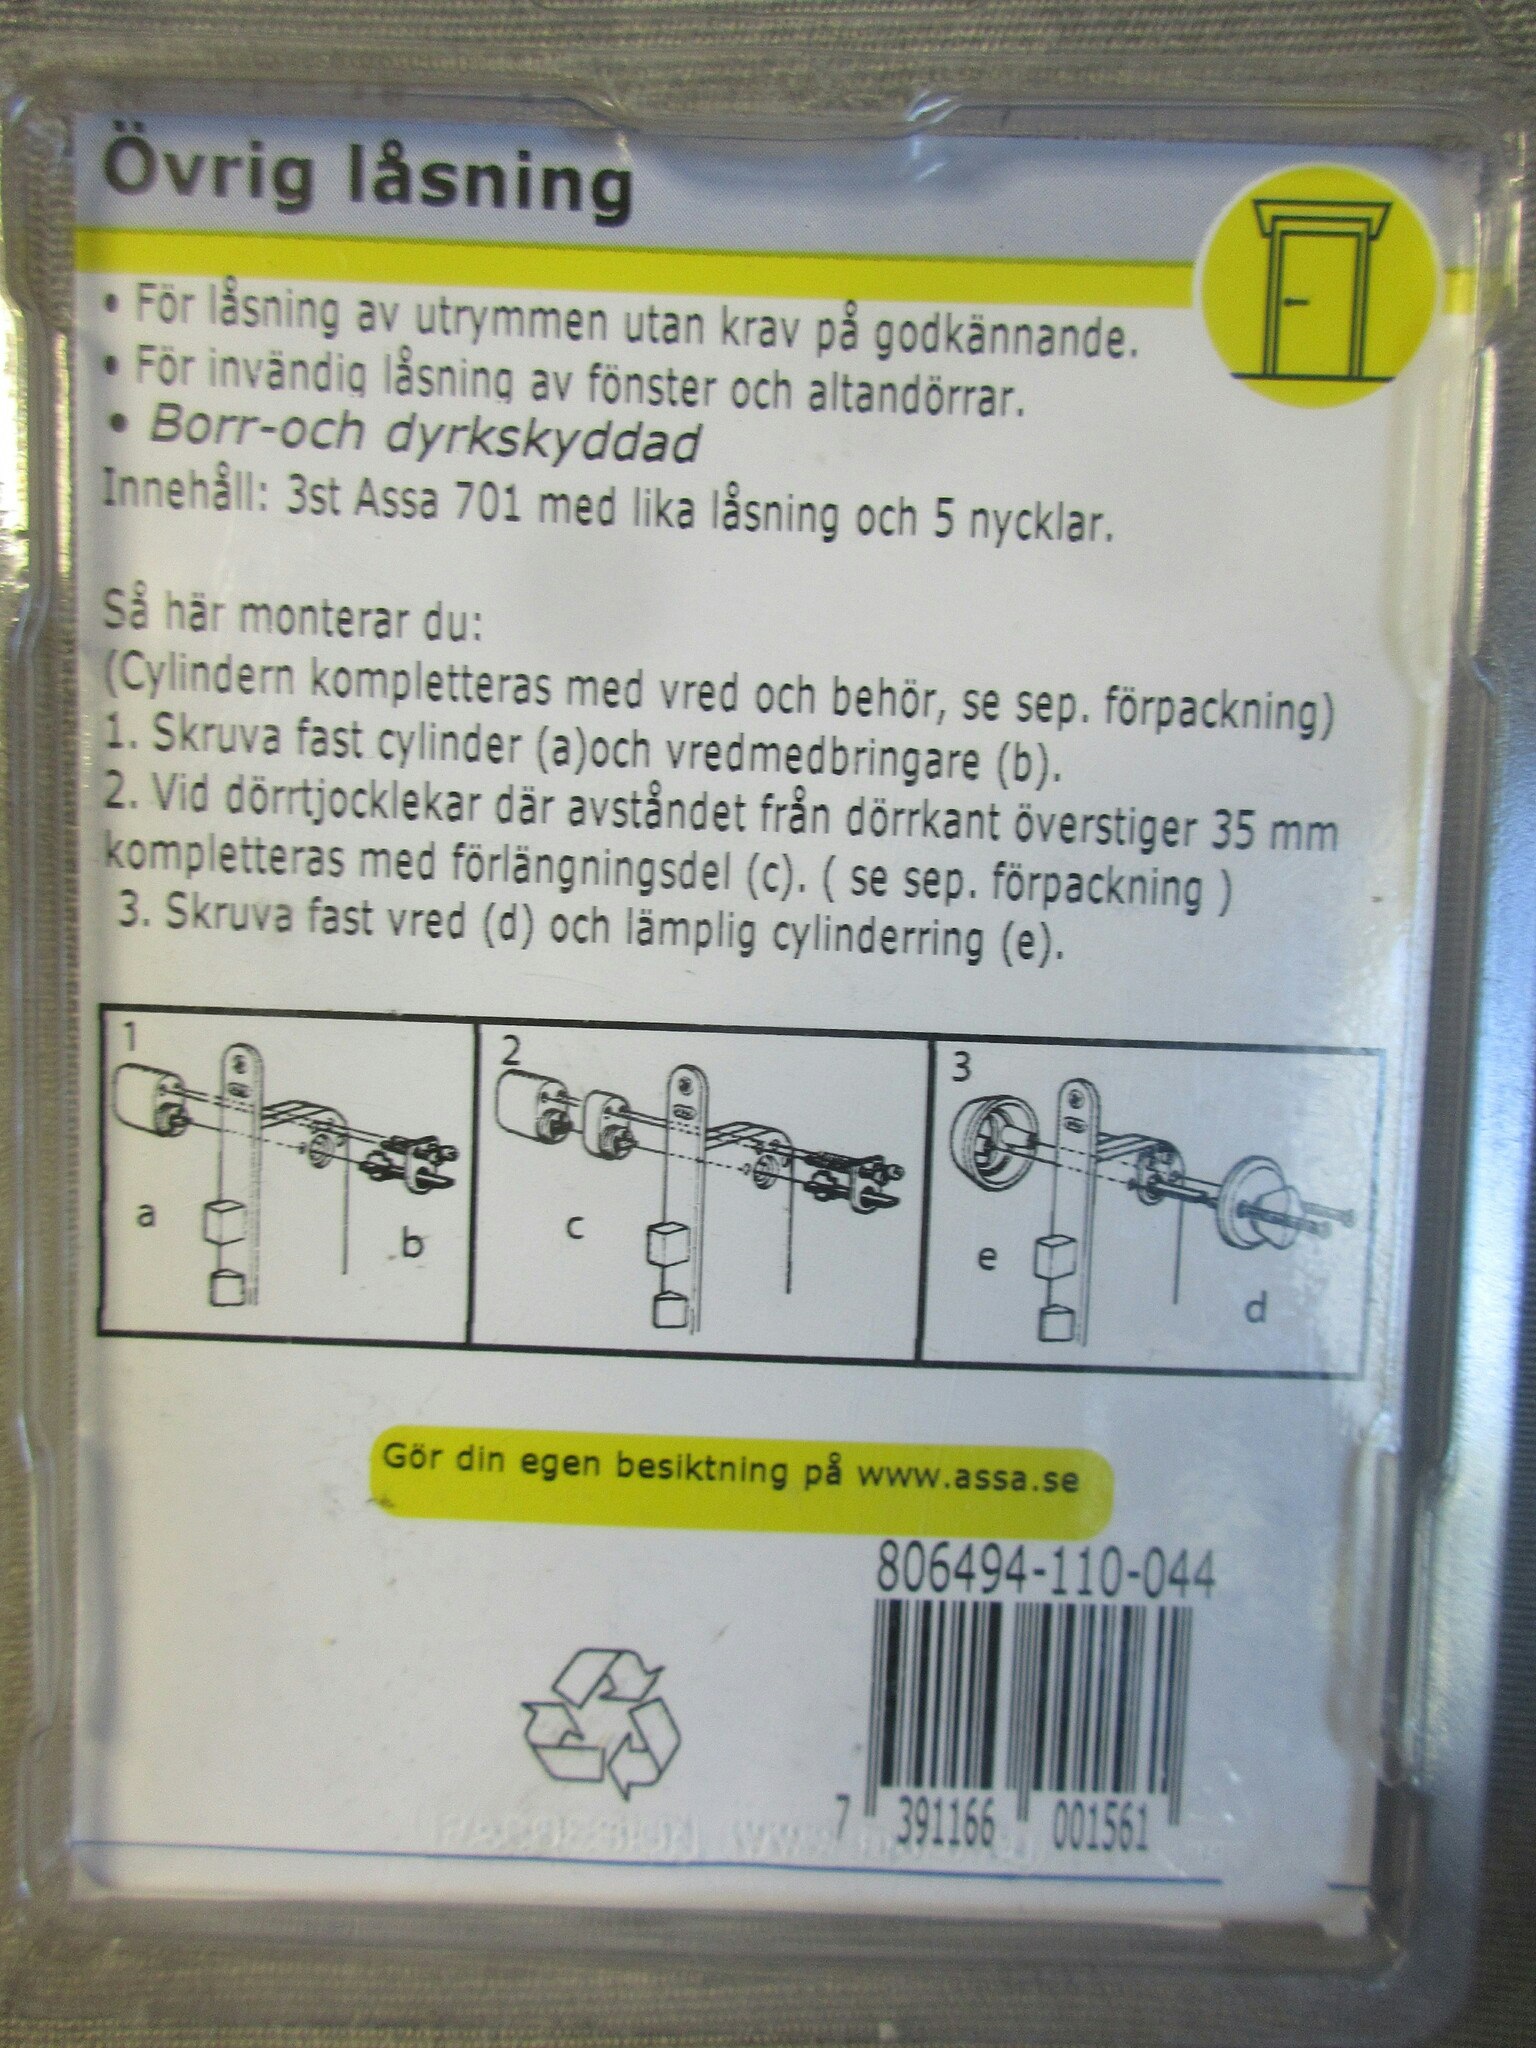 Övrig låsning
• För låsning av utrymmen utan krav på godkännande.
• För invändig låsning av fönster och altandörrar.
• Borr-och dyrkskyddad
Innehåll: 3st Assa 701 med lika låsning och 5 nycklar.
Så här monterar du:
(Cylindern kompletteras med vred och behör, se sep. förpackning)
1. Skruva fast cylinder (a)och vredmedbringare (b).
2. Vid dörrtjocklekar där avståndet från dörrkant överstiger 35 mm
kompletteras med förlängningsdel (c). ( se sep. förpackning )
3. Skruva fast vred (d) och lämplig cylinderring (e).
1
a
b
2
c
3
e
d
Gör din egen besiktning på www.assa.se
806494-110-044
7 391166 001561